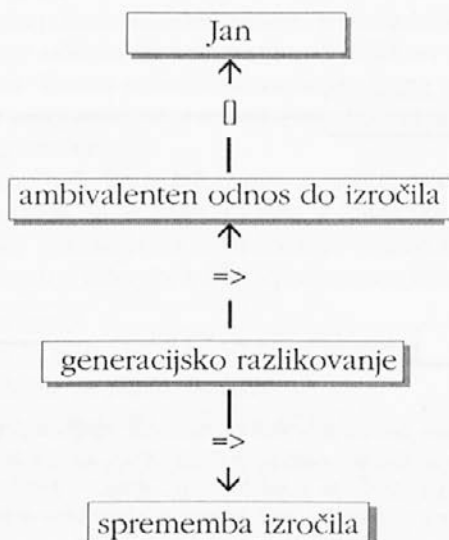 Jan
[]
ambivalenten odnos do izročila
=>
generacijsko razlikovanje
=>
sprememba izročila